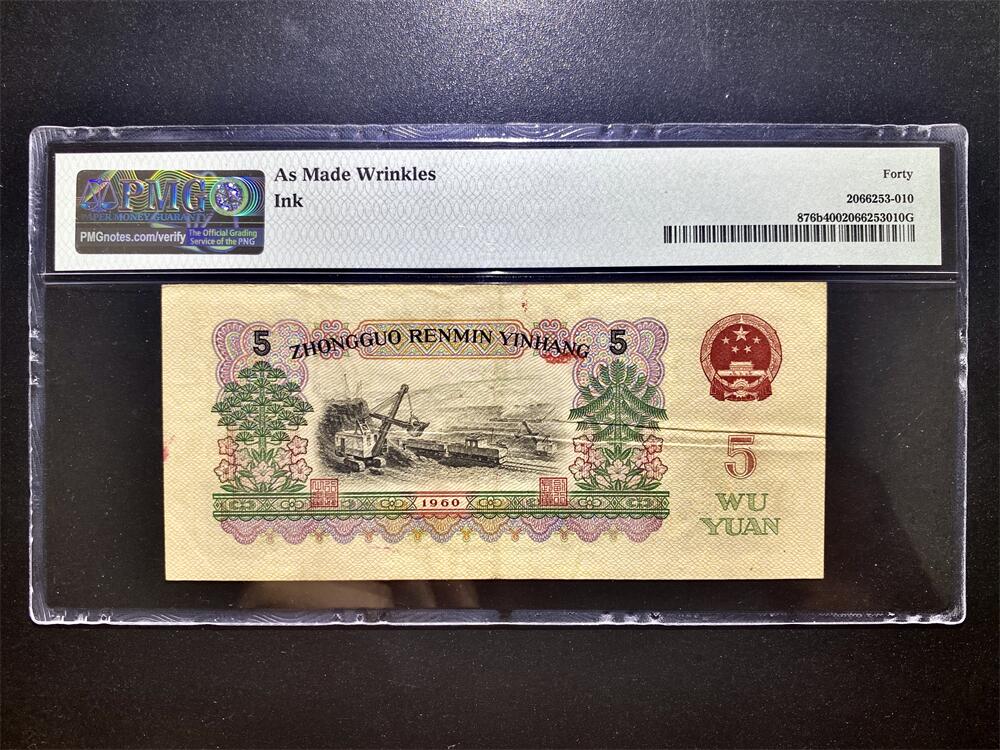 As Made Wrinkles
Ink
Forty
2066253-010
876b4002066253010G
PMG
PAPER MONEY GUARANTY
PMGnotes.com/verify
The Official Grading
Service of the PNG
5
ZHONGGUO RENMIN YINHANG
5
1960
5
WU
YUAN